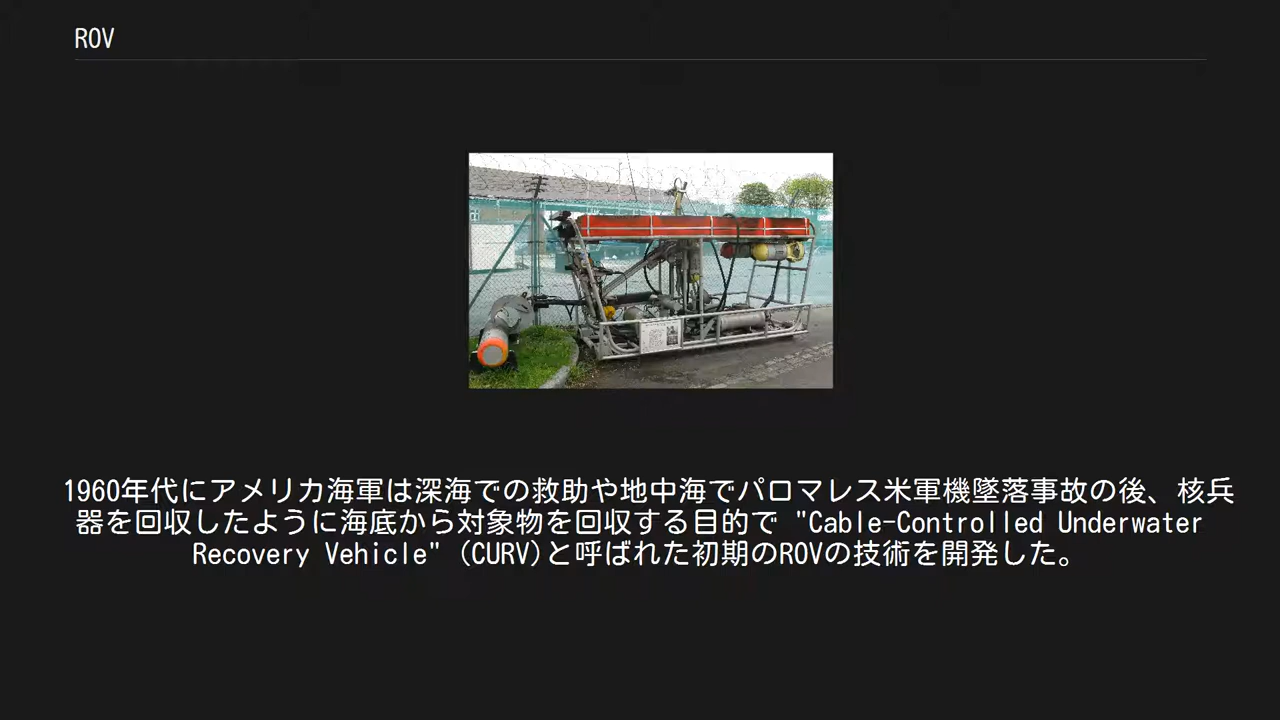 ROV
1960年代にアメリカ海軍は深海での救助や地中海でパロマレス米軍機墜落事故の後、核兵
器を回収したように海底から対象物を回収する目的で "Cable-Controlled Underwater
Recovery Vehicle" (CURV)と呼ばれた初期のROVの技術を開発した。